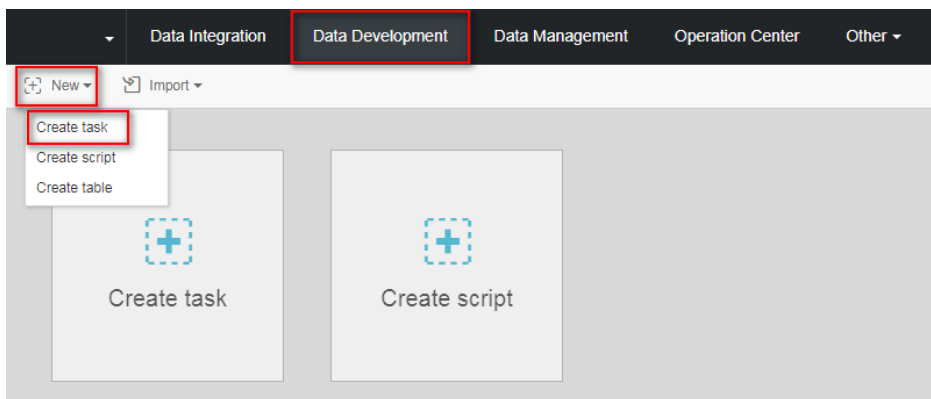 Data Integration Data Development Data Management Operation Center Other
New Import
Create task
Create script
Create table
Create task Create script